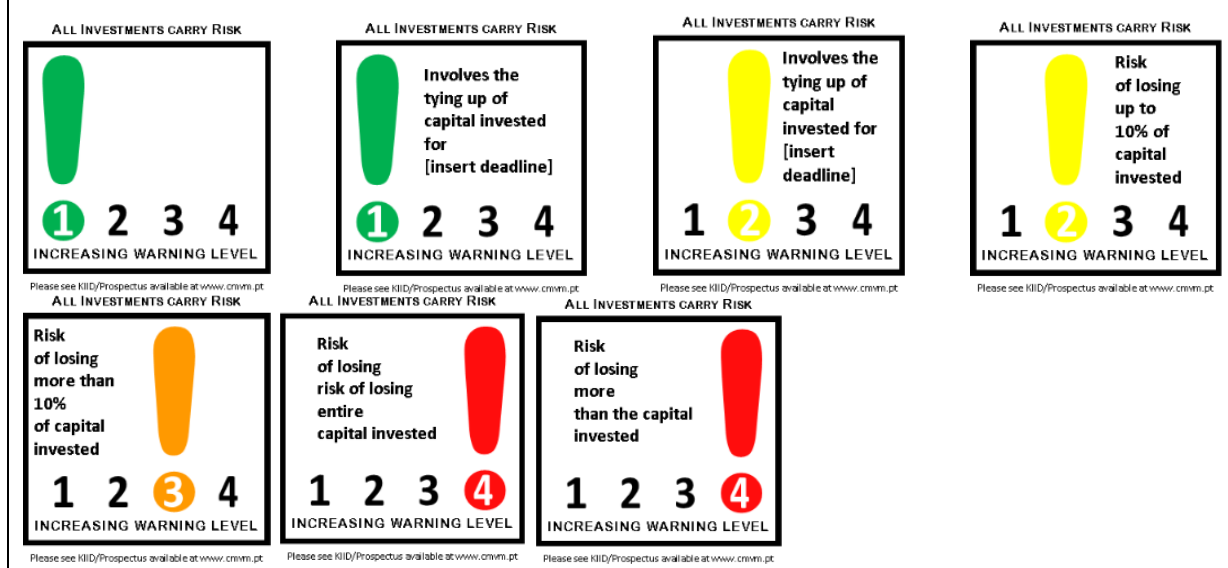 ALL INVESTMENTS CARRY RISK
1 2 3 4
INCREASING WARNING LEVEL
Please see KIID/Prospectus available at www.cmvm.pt
ALL INVESTMENTS CARRY RISK
Involves the
tying up of
capital invested
for
[insert deadline]
1 2 3 4
INCREASING WARNING LEVEL
Please see KIID/Prospectus available at www.cmvm.pt
ALL INVESTMENTS CARRY RISK
Involves the
tying up of
capital
invested for
[insert
deadline]
1 2 3 4
INCREASING WARNING LEVEL
Please see KIID/Prospectus available at www.cmvm.pt
ALL INVESTMENTS CARRY RISK
Risk
of losing
up to
10% of
capital
invested
1 2 3 4
INCREASING WARNING LEVEL
Please see KIID/Prospectus available at www.cmvm.pt
ALL INVESTMENTS CARRY RISK
Risk
of losing
more than
10%
of capital
invested
1 2 3 4
INCREASING WARNING LEVEL
Please see KIID/Prospectus available at www.cmvm.pt
ALL INVESTMENTS CARRY RISK
Risk
of losing
risk of losing
entire
capital invested
1 2 3 4
INCREASING WARNING LEVEL
Please see KIID/Prospectus available at www.cmvm.pt
ALL INVESTMENTS CARRY RISK
Risk
of losing
more
than the capital
invested
1 2 3 4
INCREASING WARNING LEVEL
Please see KIID/Prospectus available at www.cmvm.pt